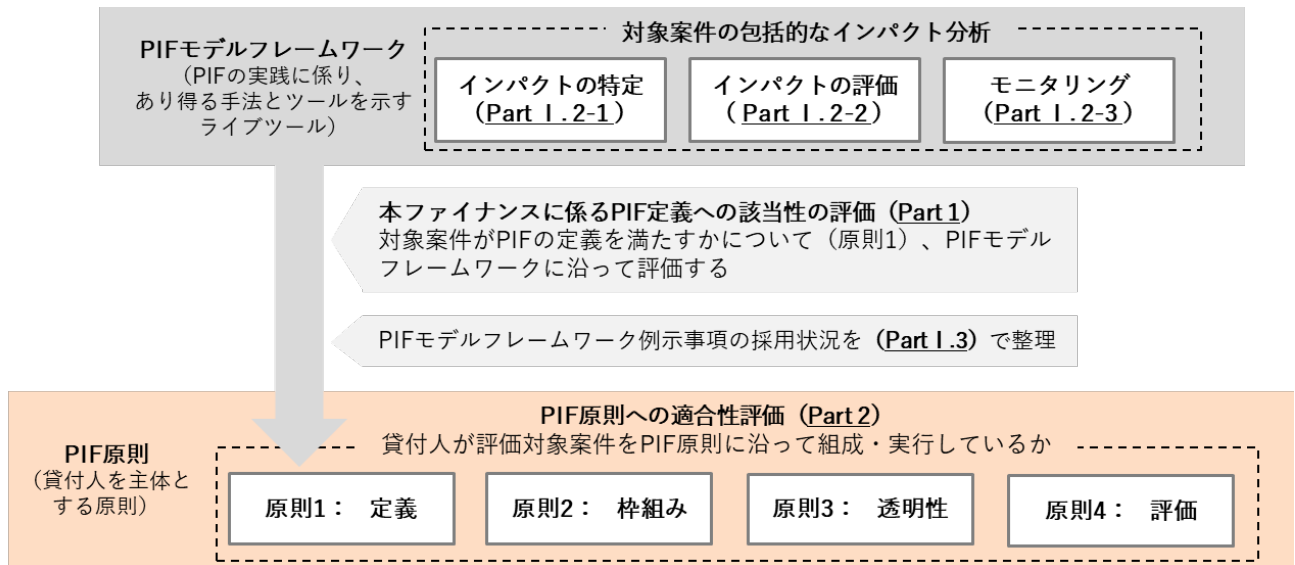 PIFモデルフレームワーク
（PIFの実践に係り、
あり得る手法とツールを示す
ライブツール）
対象案件の包括的なインパクト分析
インパクトの特定
（Part Ⅰ.2-1）
インパクトの評価
（ Part Ⅰ.2-2）
モニタリング
（Part Ⅰ.2-3）
本ファイナンスに係るPIF定義への該当性の評価（Part 1）
対象案件がPIFの定義を満たすかについて（原則1）、PIFモデル
フレームワークに沿って評価する
PIFモデルフレームワーク例示事項の採用状況を（Part Ⅰ.3）で整理
PIF原則への適合性評価（Part 2）
貸付人が評価対象案件をPIF原則に沿って組成・実行しているか
PIF原則
（貸付人を主体と
する原則）
原則1： 定義
原則2： 枠組み
原則3： 透明性
原則4： 評価